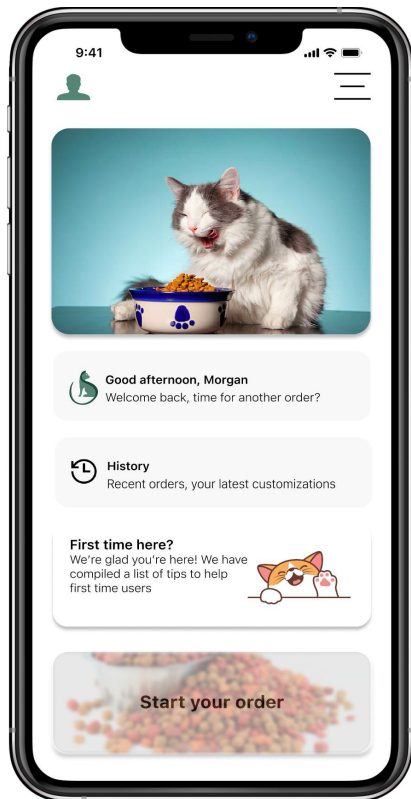 9:41
Good afternoon, Morgan
Welcome back, time for another order?
History
Recent orders, your latest customizations
First time here?
We're glad you're here! We have
compiled a list of tips to help
first time users
Start your order